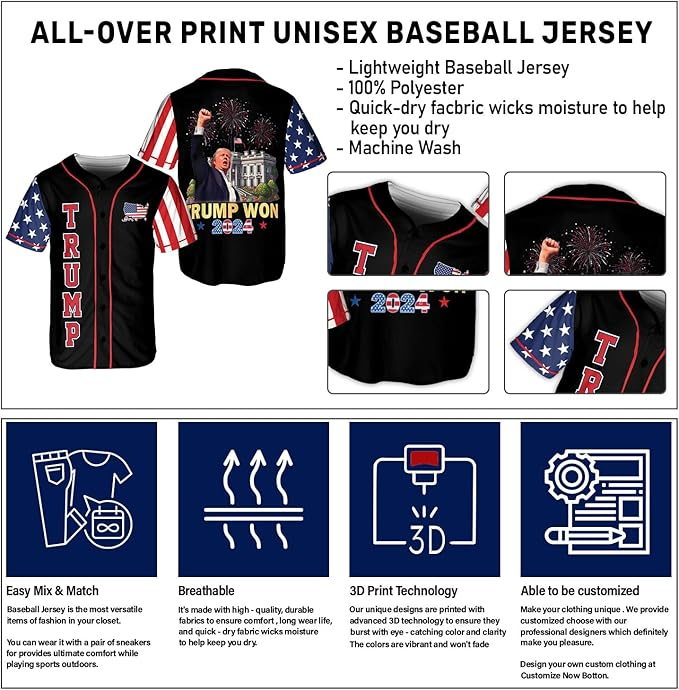 ALL-OVER PRINT UNISEX BASEBALL JERSEY
- Lightweight Baseball Jersey
- 100% Polyester
- Quick-dry facbric wicks moisture to help
keep you dry
- Machine Wash
TRUMP
TRUMP WON
2024
T
WON
2024
TRUMP
3D
Easy Mix & Match
Baseball Jersey is the most versatile
items of fashion in your closet.
You can wear it with a pair of sneakers
for provides ultimate comfort while
playing sports outdoors.
Breathable
It's made with high - quality, durable
fabrics to ensure comfort , long wear life,
and quick - dry fabric wicks moisture
to help keep you dry.
3D Print Technology
Our unique designs are printed with
advanced 3D technology to ensure they
burst with eye - catching color and clarity
The colors are vibrant and won't fade
Able to be customized
Make your clothing unique . We provide
customized choose with our
professional designers which definitely
make you pleasure.
Design your own custom clothing at
Customize Now Botton.